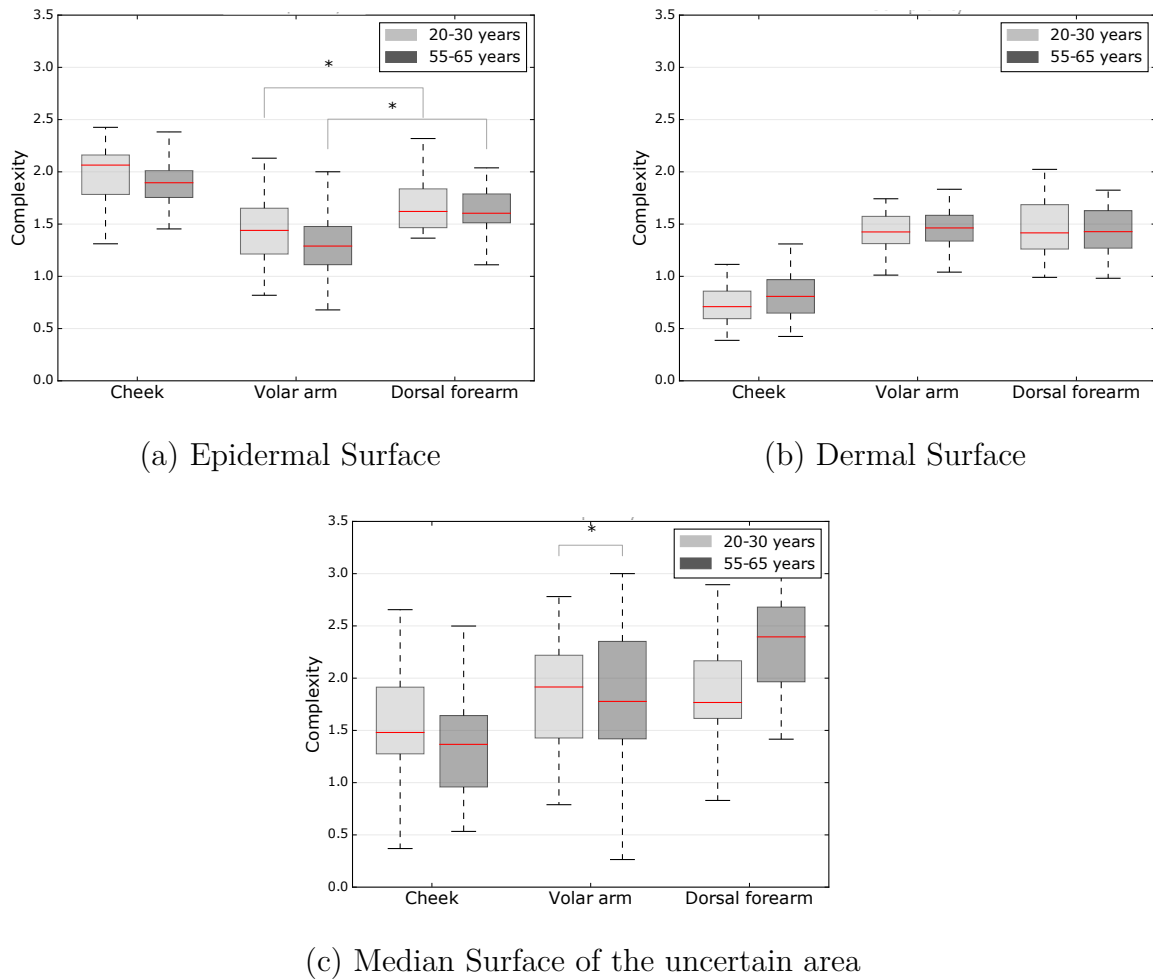 3.5
3.0
2.5
2.0
1.5
1.0
0.5
0.0
Complexity
20-30 years
55-65 years
*
*
Cheek Volar arm Dorsal forearm
(a) Epidermal Surface
3.5
3.0
2.5
2.0
1.5
1.0
0.5
0.0
Complexity
20-30 years
55-65 years
Cheek Volar arm Dorsal forearm
(b) Dermal Surface
3.5
3.0
2.5
2.0
1.5
1.0
0.5
0.0
Complexity
20-30 years
55-65 years
*
Cheek Volar arm Dorsal forearm
(c) Median Surface of the uncertain area